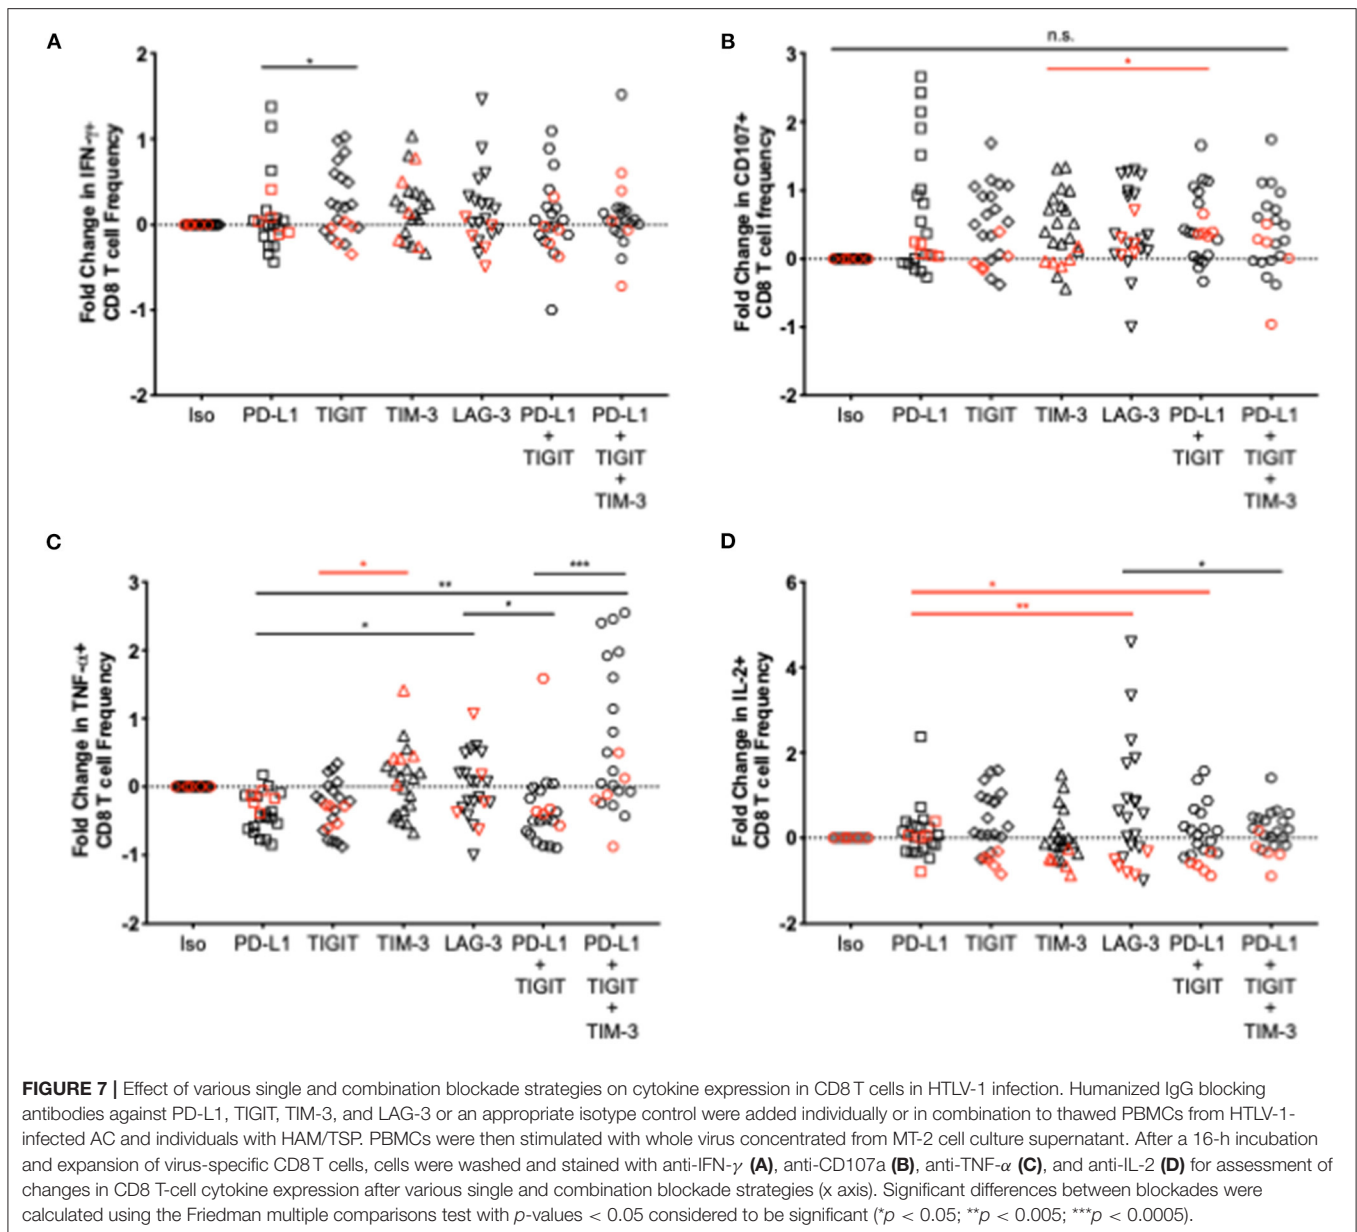 A
Fold Change in IFN-γ+
CD8 T cell Frequency
2
1
0
-1
-2
*
Iso PD-L1 TIGIT TIM-3 LAG-3 PD-L1 PD-L1
+ +
TIGIT TIGIT
+
TIM-3
B
Fold Change in CD107+
CD8 T cell frequency
3
2
1
0
-1
-2
n.s.
*
Iso PD-L1 TIGIT TIM-3 LAG-3 PD-L1 PD-L1
+ +
TIGIT TIGIT
+
TIM-3
C
Fold Change in TNF-α+
CD8 T cell Frequency
3
2
1
0
-1
-2
* ***
**
*
*
Iso PD-L1 TIGIT TIM-3 LAG-3 PD-L1 PD-L1
+ +
TIGIT TIGIT
+
TIM-3
D
Fold Change in IL-2+
CD8 T cell Frequency
6
4
2
0
-2
*
*
**
Iso PD-L1 TIGIT TIM-3 LAG-3 PD-L1 PD-L1
+ +
TIGIT TIGIT
+
TIM-3
FIGURE 7 | Effect of various single and combination blockade strategies on cytokine expression in CD8 T cells in HTLV-1 infection. Humanized IgG blocking
antibodies against PD-L1, TIGIT, TIM-3, and LAG-3 or an appropriate isotype control were added individually or in combination to thawed PBMCs from HTLV-1-
infected AC and individuals with HAM/TSP. PBMCs were then stimulated with whole virus concentrated from MT-2 cell culture supernatant. After a 16-h incubation
and expansion of virus-specific CD8 T cells, cells were washed and stained with anti-IFN-γ (A), anti-CD107a (B), anti-TNF-α (C), and anti-IL-2 (D) for assessment of
changes in CD8 T-cell cytokine expression after various single and combination blockade strategies (x axis). Significant differences between blockades were
calculated using the Friedman multiple comparisons test with p-values < 0.05 considered to be significant (*p < 0.05; **p < 0.005; ***p < 0.0005).